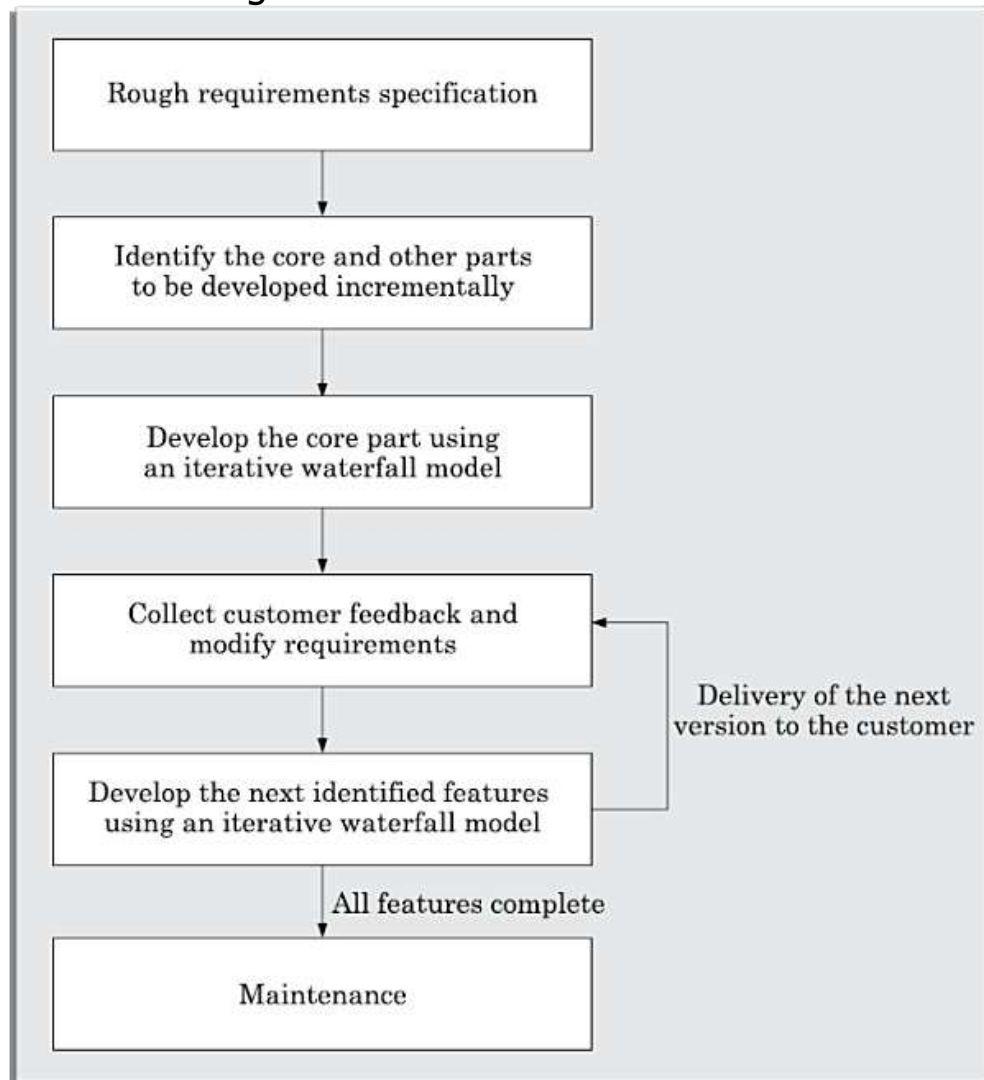 Rough requirements specification
Identify the core and other parts
to be developed incrementally
Develop the core part using
an iterative waterfall model
Collect customer feedback and
modify requirements
Delivery of the next
version to the customer
Develop the next identified features
using an iterative waterfall model
All features complete
Maintenance